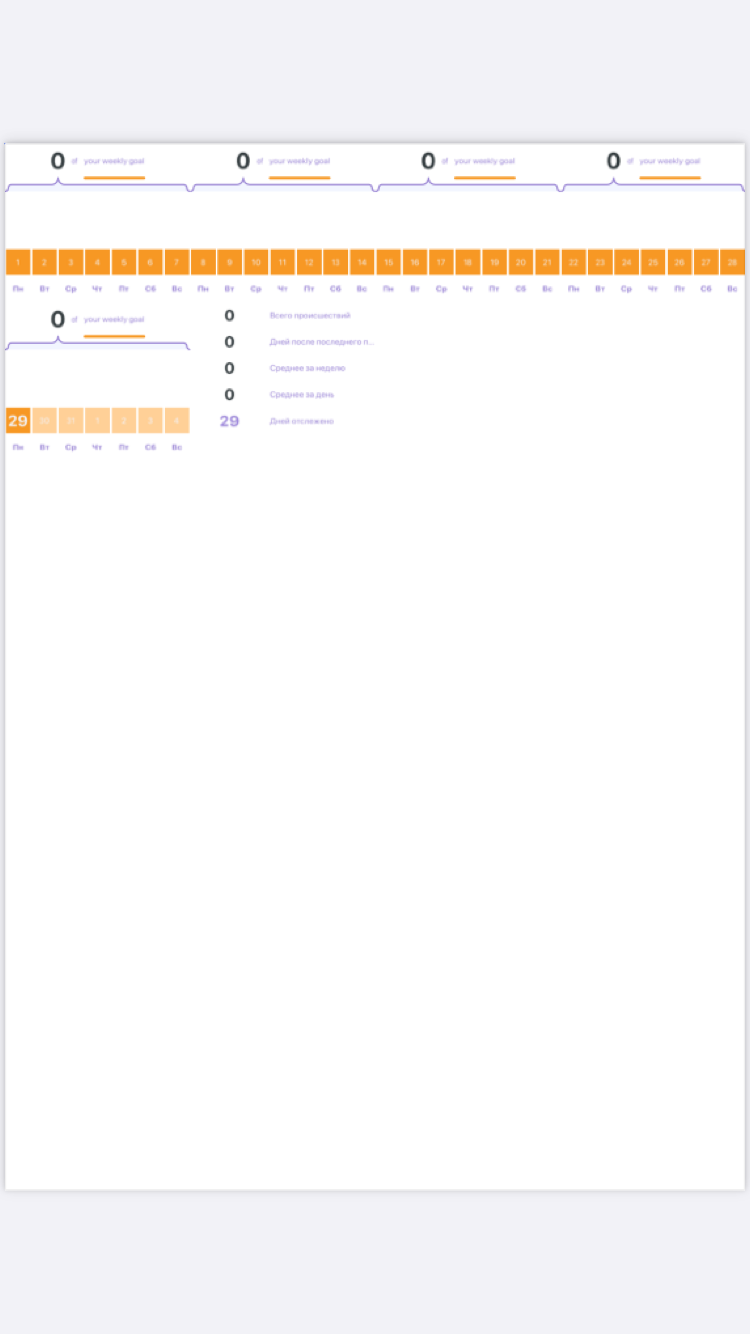 0 of your weekly goal 0 of your weekly goal 0 of your weekly goal 0 of your weekly goal
1 2 3 4 5 6 7 8 9 10 11 12 13 14 15 16 17 18 19 20 21 22 23 24 25 26 27 28
Пн Вт Ср Чт Пт Сб Вс Пн Вт Ср Чт Пт Сб Вс Пн Вт Ср Чт Пт Сб Вс Пн Вт Ср Чт Пт Сб Вс
0 of your weekly goal
29 30 31 1 2 3 4
Пн Вт Ср Чт Пт Сб Вс
0 Всего происшествий
0 Дней после последнего п...
0 Среднее за неделю
0 Среднее за день
29 Дней отслежено